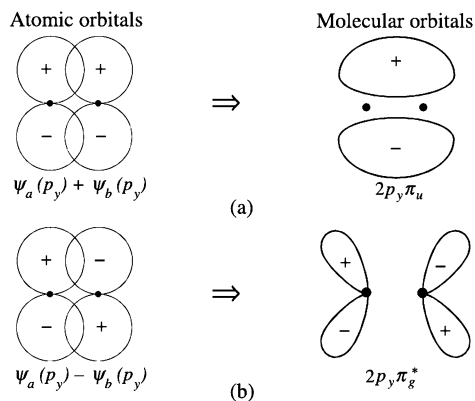 Atomic orbitals
Molecular orbitals
+ +
− −
⇒
+
−
ψa (py) + ψb (py)
2pyπu
(a)
+ −
− +
⇒
+ −
− +
ψa (py) − ψb (py)
2pyπg*
(b)